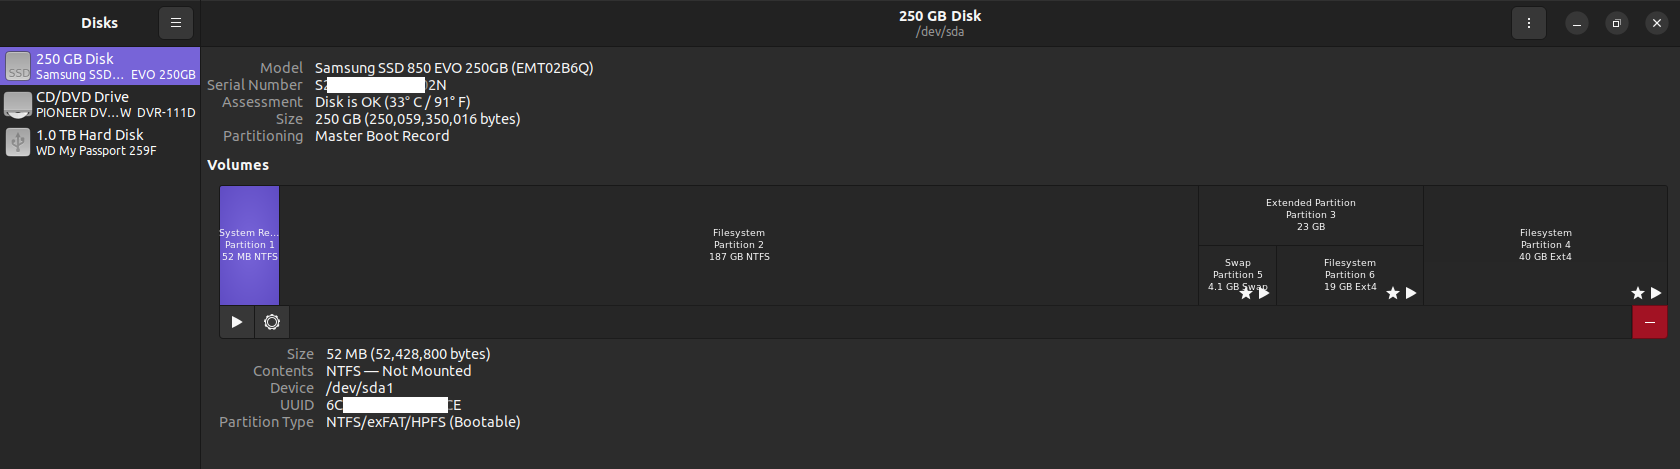 Disks
250 GB Disk
/dev/sda
250 GB Disk
Samsung SSD... EVO 250GB
CD/DVD Drive
PIONEER DV...W DVR-111D
1.0 TB Hard Disk
WD My Passport 259F
Model Samsung SSD 850 EVO 250GB (EMT02B6Q)
Serial Number S2 2N
Assessment Disk is OK (33° C / 91° F)
Size 250 GB (250,059,350,016 bytes)
Partitioning Master Boot Record
Volumes
System Re...
Partition 1
52 MB NTFS
Filesystem
Partition 2
187 GB NTFS
Extended Partition
Partition 3
23 GB
Swap
Partition 5
4.1 GB Swap
Filesystem
Partition 6
19 GB Ext4
Filesystem
Partition 4
40 GB Ext4
Size 52 MB (52,428,800 bytes)
Contents NTFS — Not Mounted
Device /dev/sda1
UUID 6C CE
Partition Type NTFS/exFAT/HPFS (Bootable)